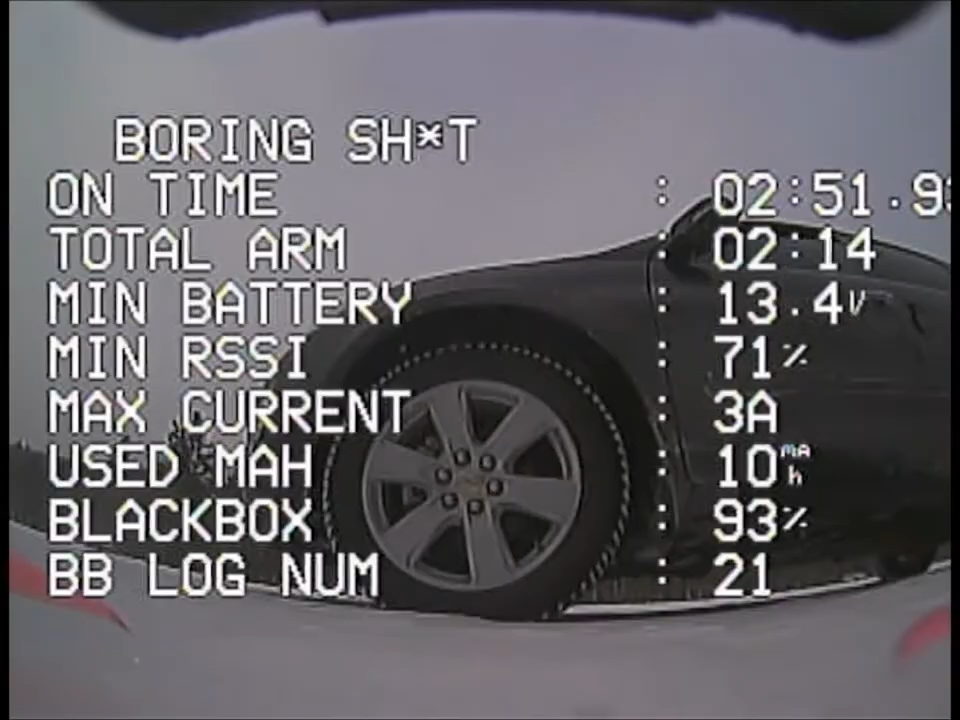 BORING SH*T
ON TIME : 02:51.93
TOTAL ARM : 02:14
MIN BATTERY : 13.4V
MIN RSSI : 71%
MAX CURRENT : 3A
USED MAH : 10mAh
BLACKBOX : 93%
BB LOG NUM : 21